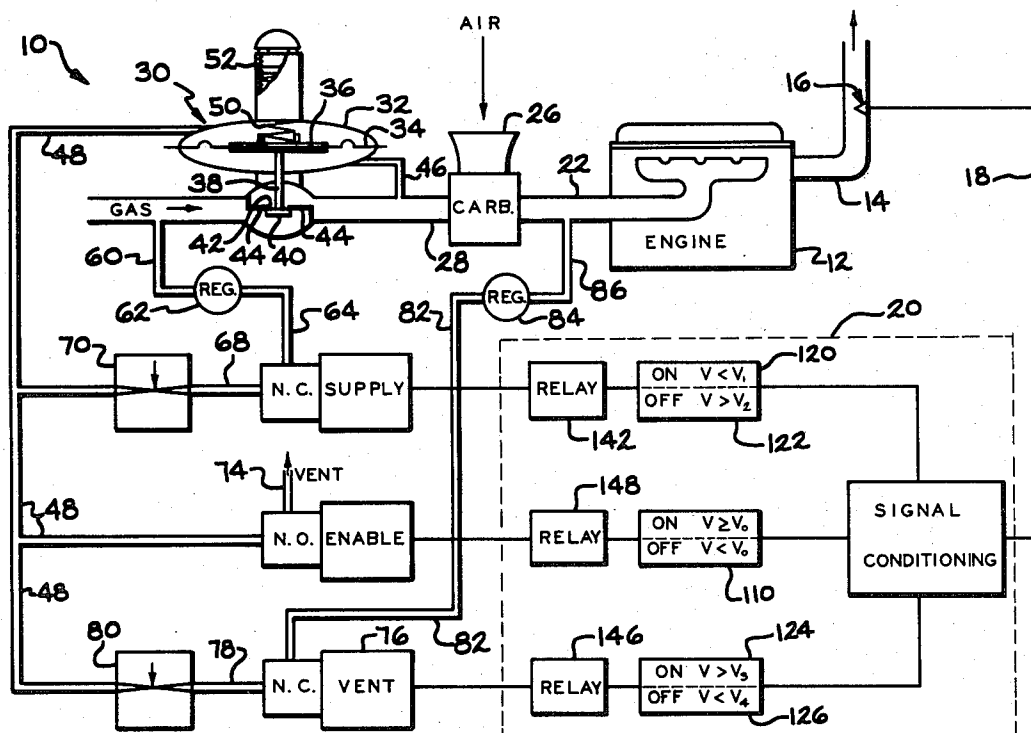 AIR
10
52
30
50
36
32
34
26
16
48
38
46
22
18
GAS
CARB.
14
42
44
40
44
28
ENGINE
12
60
REG.
62
64
82
REG.
84
86
20
70
68
N.C. SUPPLY
RELAY
142
ON V < V₁
OFF V > V₂
120
122
74
VENT
48
N.O. ENABLE
148
RELAY
ON V ≥ V₀
OFF V < V₀
110
SIGNAL
CONDITIONING
48
82
80
78
76
N.C. VENT
146
RELAY
124
ON V > V₃
OFF V < V₄
126